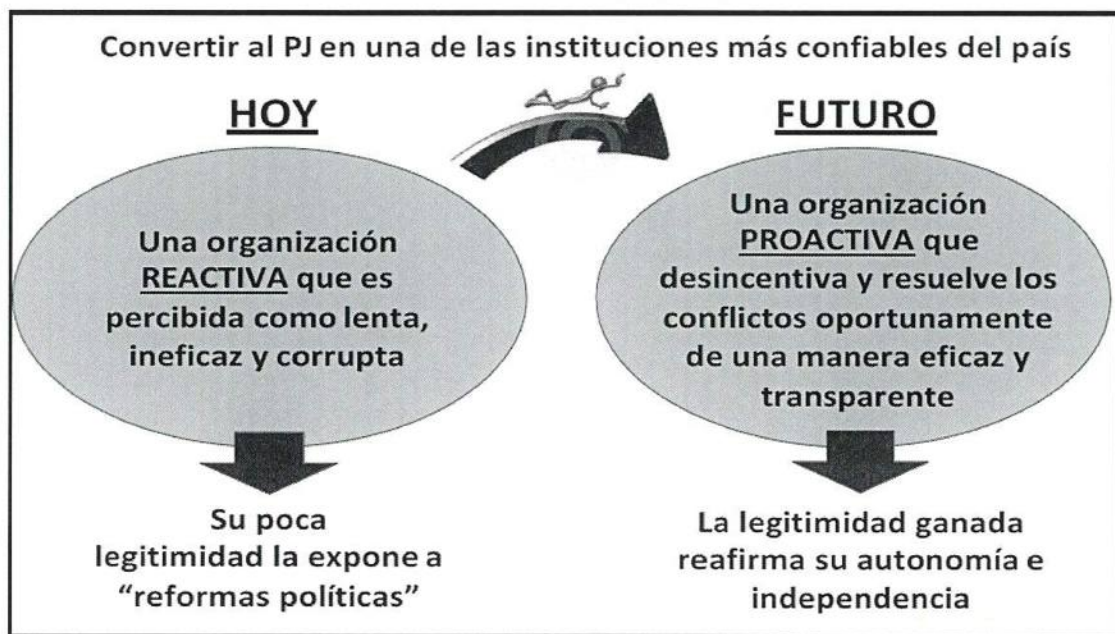 Convertir al PJ en una de las instituciones más confiables del país
HOY
Una organización
REACTIVA que es
percibida como lenta,
ineficaz y corrupta
Su poca
legitimidad la expone a
“reformas políticas”
FUTURO
Una organización
PROACTIVA que
desincentiva y resuelve los
conflictos oportunamente
de una manera eficaz y
transparente
La legitimidad ganada
reafirma su autonomía e
independencia